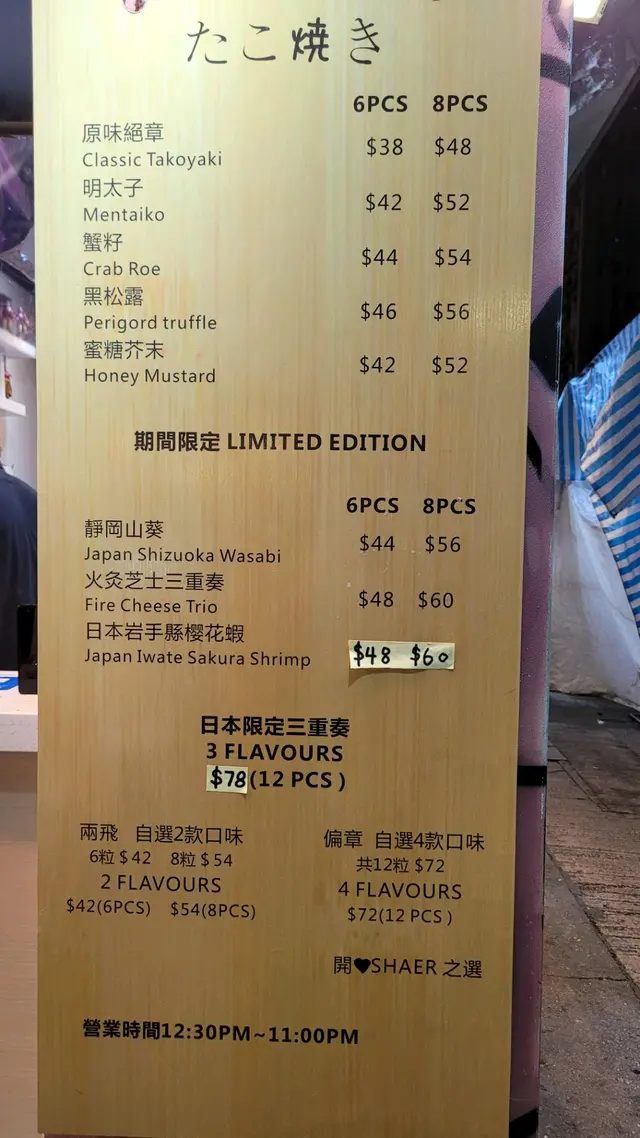 たこ焼き
6PCS 8PCS
原味絕章
Classic Takoyaki $38 $48
明太子
Mentaiko $42 $52
蟹籽
Crab Roe $44 $54
黑松露
Perigord truffle $46 $56
蜜糖芥末
Honey Mustard $42 $52
期間限定 LIMITED EDITION
6PCS 8PCS
靜岡山葵
Japan Shizuoka Wasabi $44 $56
火灸芝士三重奏
Fire Cheese Trio $48 $60
日本岩手縣櫻花蝦
Japan Iwate Sakura Shrimp $48 $60
日本限定三重奏
3 FLAVOURS
$78(12 PCS )
兩飛 自選2款口味
6粒 $42 8粒 $54
2 FLAVOURS
$42(6PCS) $54(8PCS)
偏章 自選4款口味
共12粒 $72
4 FLAVOURS
$72(12 PCS )
開♥SHAER 之選
營業時間12:30PM~11:00PM